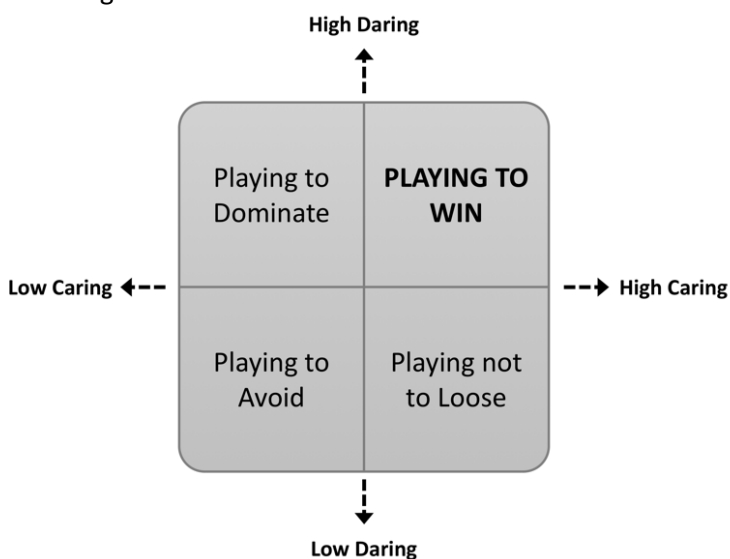 High Daring
Playing to
Dominate
PLAYING TO
WIN
Low Caring
High Caring
Playing to
Avoid
Playing not
to Loose
Low Daring